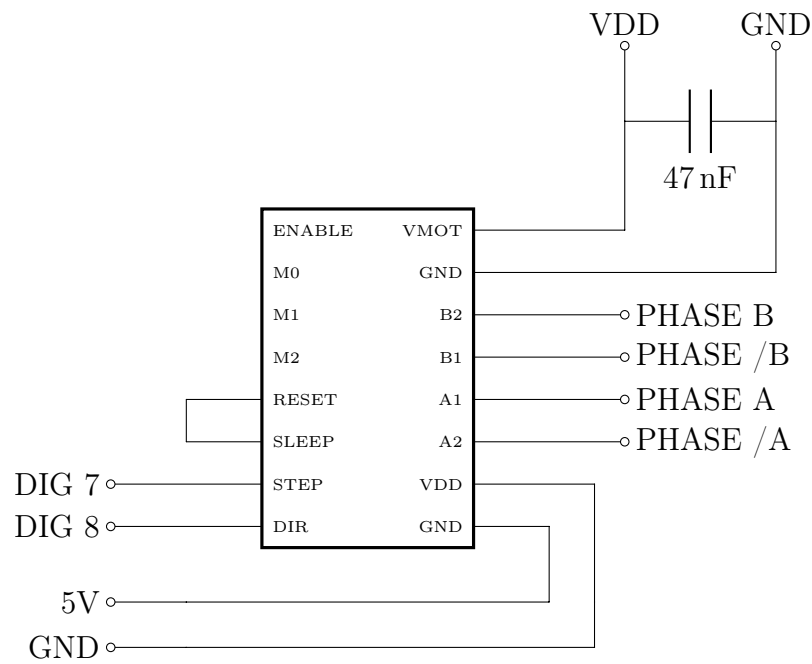 VDD GND
47 nF
ENABLE VMOT
M0 GND
M1 B2 PHASE B
M2 B1 PHASE /B
RESET A1 PHASE A
SLEEP A2 PHASE /A
DIG 7 STEP VDD
DIG 8 DIR GND
5V
GND